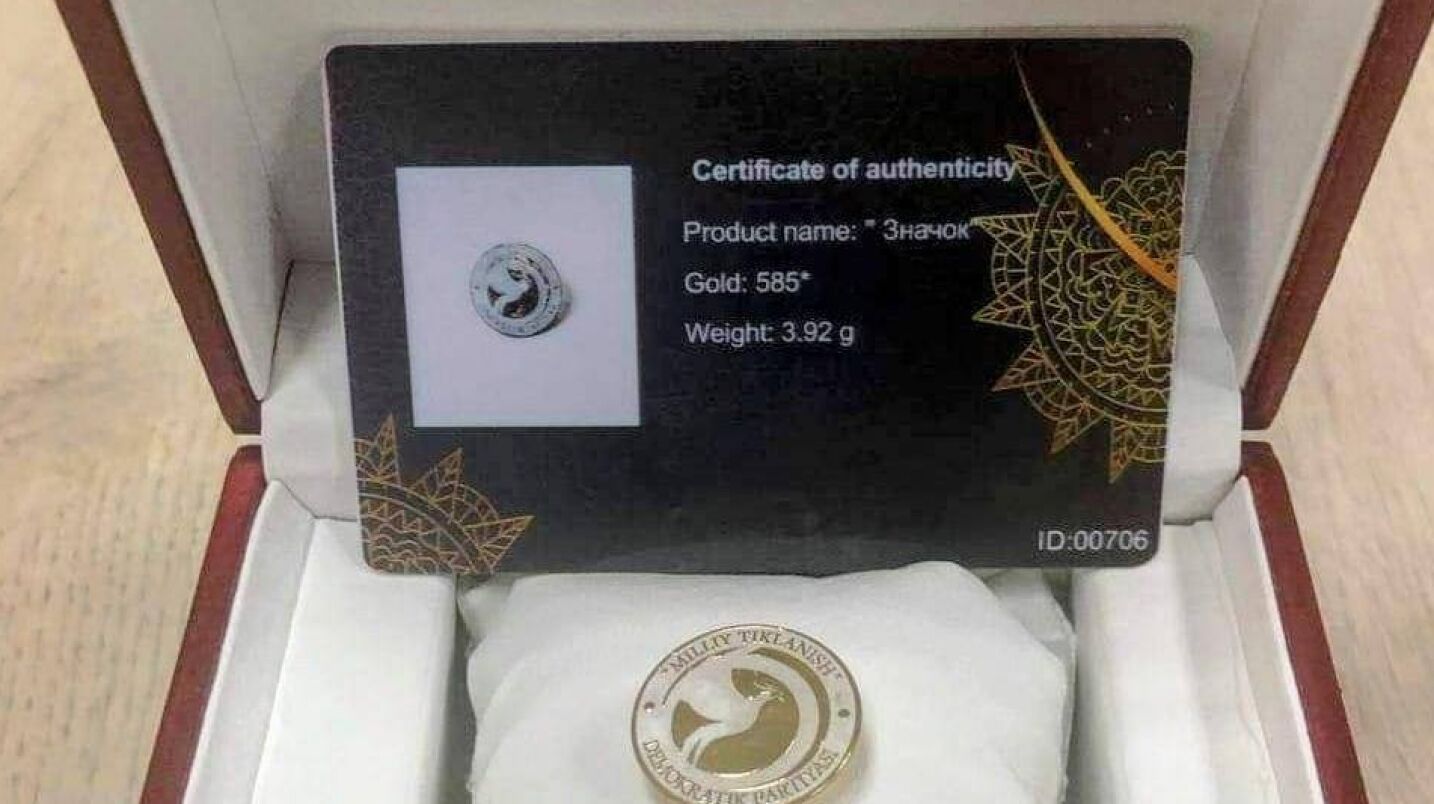 Certificate of authenticity
Product name: " Значок"
Gold: 585*
Weight: 3.92 g
ID:00706
"MILLIY TIKLANISH"
DEMOKRATIK PARTIYASI